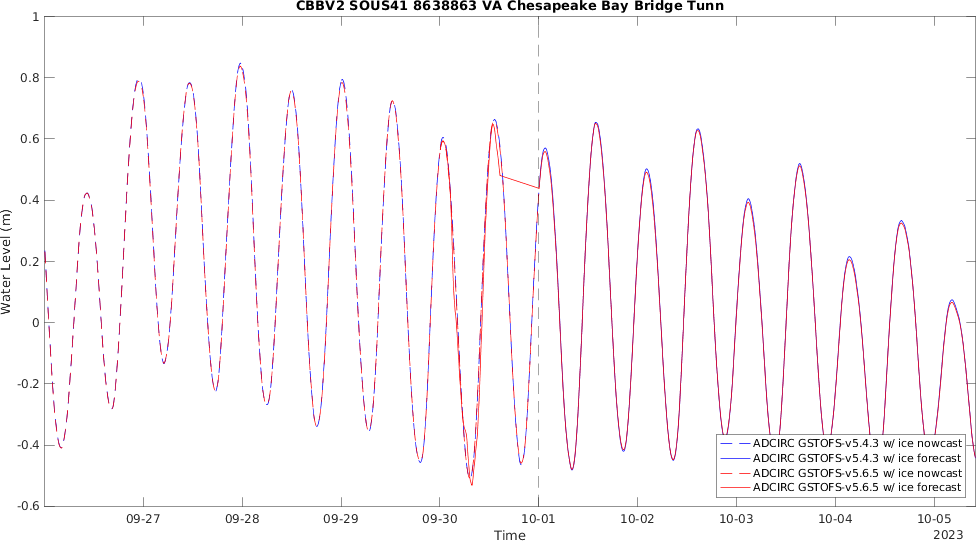 CBBV2 SOUS41 8638863 VA Chesapeake Bay Bridge Tunn
1
0.8
0.6
0.4
0.2
0
-0.2
-0.4
-0.6
Water Level (m)
ADCIRC GSTOFS-v5.4.3 w/ ice nowcast
ADCIRC GSTOFS-v5.4.3 w/ ice forecast
ADCIRC GSTOFS-v5.6.5 w/ ice nowcast
ADCIRC GSTOFS-v5.6.5 w/ ice forecast
09-27 09-28 09-29 09-30 10-01 10-02 10-03 10-04 10-05
Time
2023